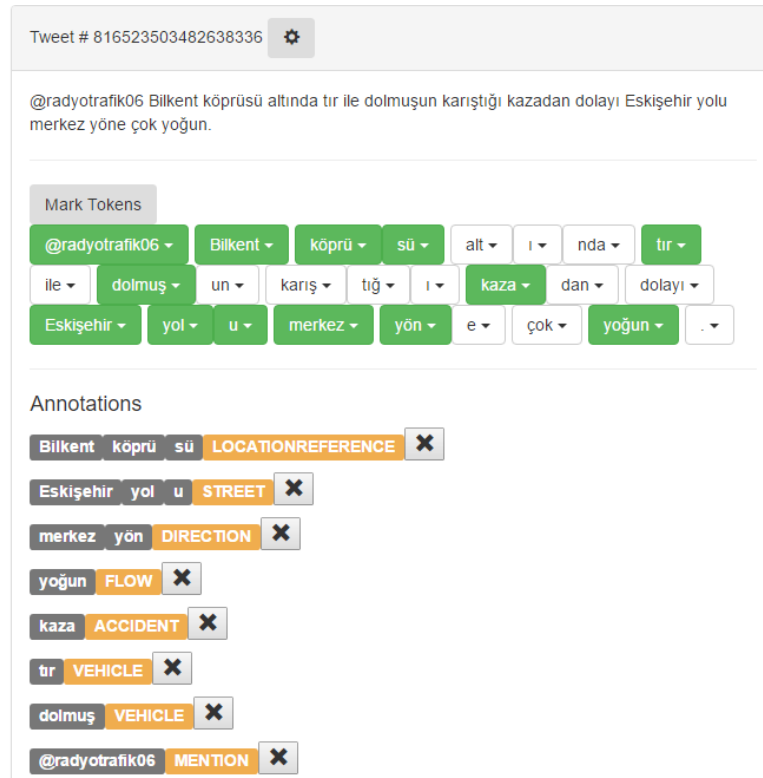 Tweet # 816523503482638336
@radyotrafik06 Bilkent köprüsü altında tır ile dolmuşun karıştığı kazadan dolayı Eskişehir yolu
merkez yöne çok yoğun.
Mark Tokens
@radyotrafik06 Bilkent köprü sü alt ı nda tır
ile dolmuş un karış tığ ı kaza dan dolayı
Eskişehir yol u merkez yön e çok yoğun .
Annotations
Bilkent köprü sü LOCATIONREFERENCE
Eskişehir yol u STREET
merkez yön DIRECTION
yoğun FLOW
kaza ACCIDENT
tır VEHICLE
dolmuş VEHICLE
@radyotrafik06 MENTION